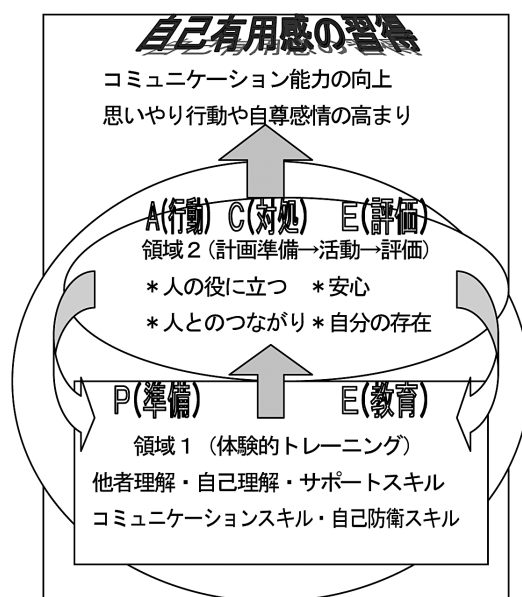 自己有用感の習得
コミュニケーション能力の向上
思いやり行動や自尊感情の高まり
A(行動) C(対処) E(評価)
領域2(計画準備→活動→評価)
*人の役に立つ *安心
*人とのつながり*自分の存在
P(準備) E(教育)
領域1(体験的トレーニング)
他者理解・自己理解・サポートスキル
コミュニケーションスキル・自己防衛スキル